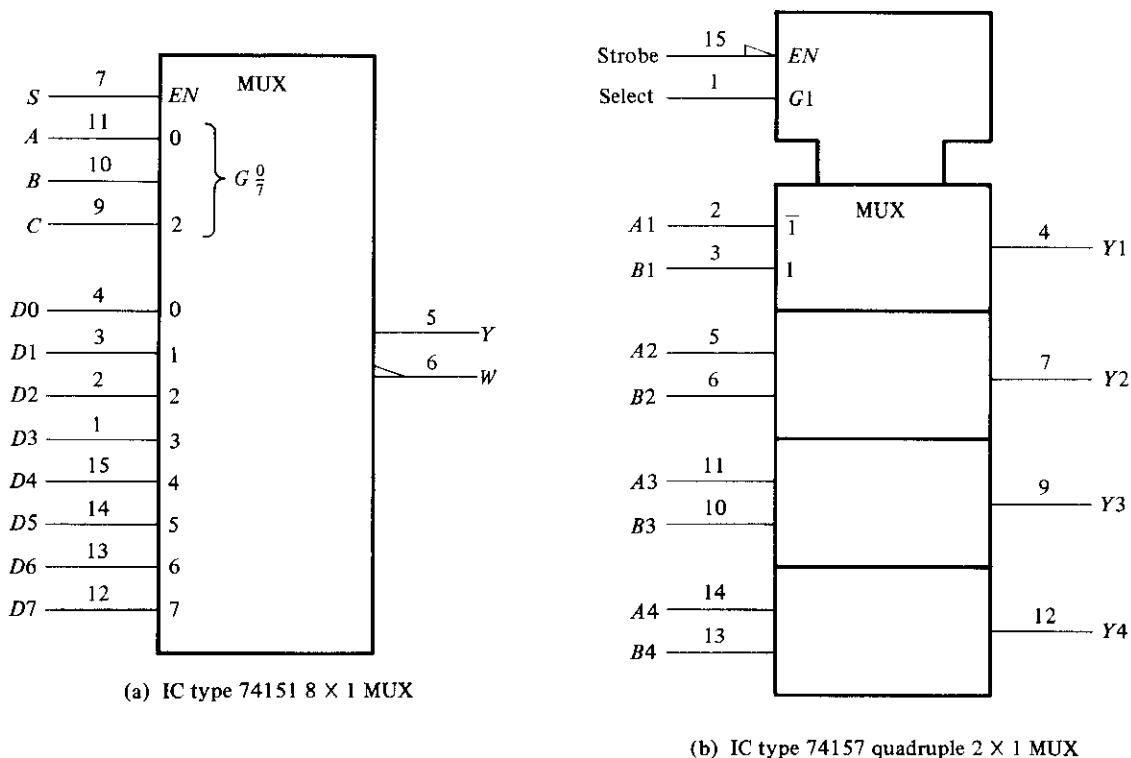 MUX
7
S
EN
11
A
0
10
B
G 0/7
9
C
2
4
D0
0
3
D1
1
2
D2
2
1
D3
3
15
D4
4
14
D5
5
13
D6
6
12
D7
7
5
Y
6
W
(a) IC type 74151 8 × 1 MUX
15
Strobe
EN
1
Select
G1
MUX
2
A1
1̅
3
B1
1
4
Y1
5
A2
6
B2
7
Y2
11
A3
10
B3
9
Y3
14
A4
13
B4
12
Y4
(b) IC type 74157 quadruple 2 × 1 MUX